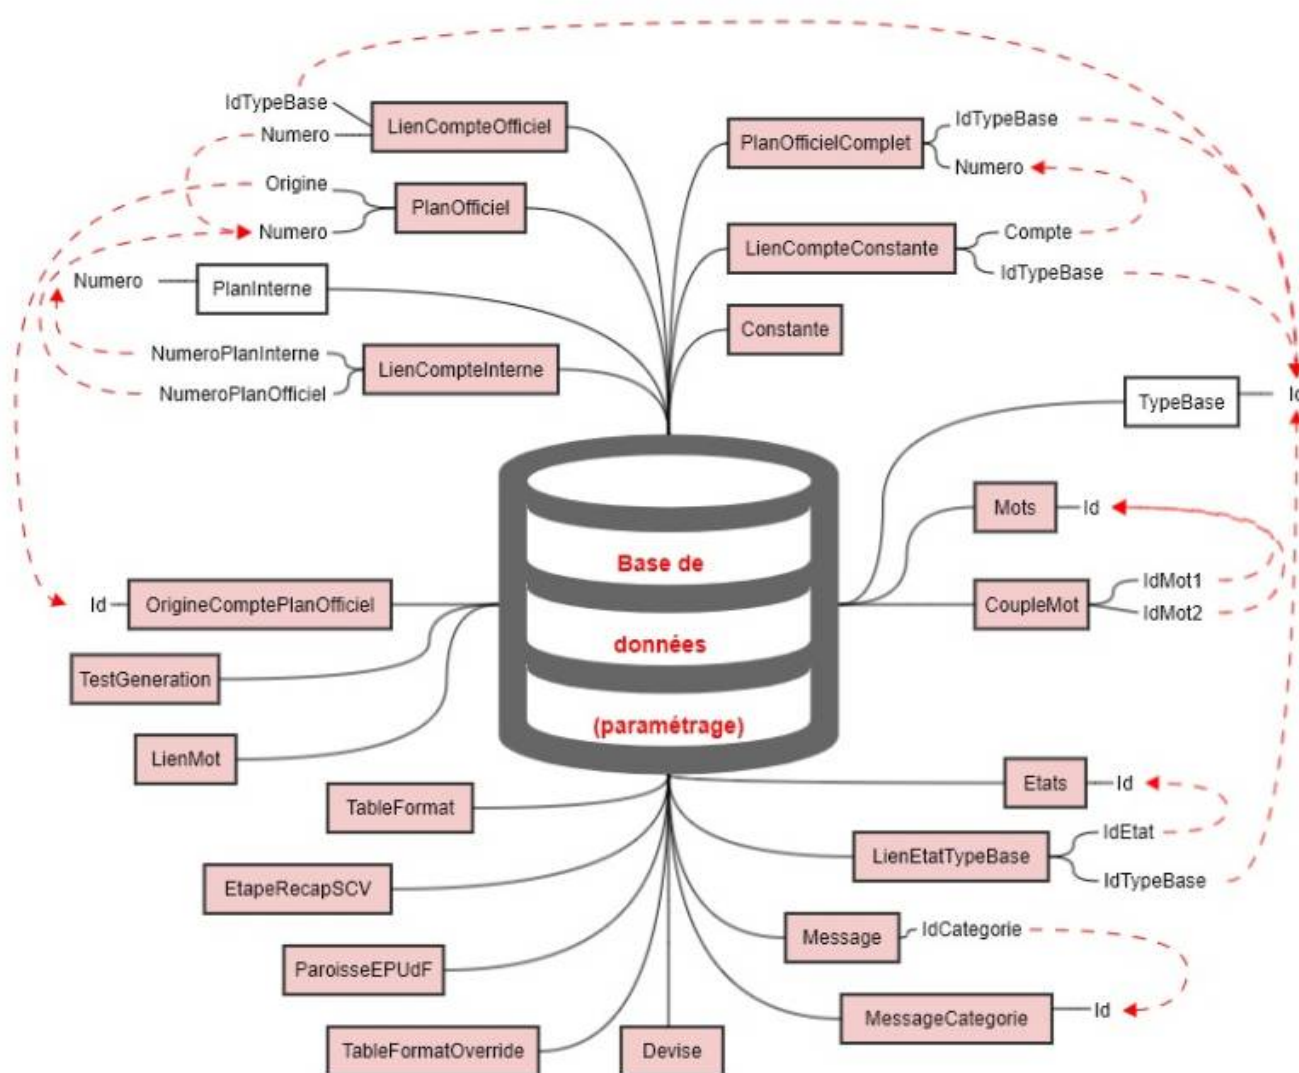 IdTypeBase
Numero
LienCompteOfficiel
Origine
Numero
PlanOfficiel
Numero
PlanInterne
NumeroPlanInterne
NumeroPlanOfficiel
LienCompteInterne
PlanOfficielComplet
IdTypeBase
Numero
LienCompteConstante
Compte
IdTypeBase
Constante
TypeBase
Id
Mots
Id
CoupleMot
IdMot1
IdMot2
Base de
données
(paramétrage)
Id
OrigineComptePlanOfficiel
TestGeneration
LienMot
TableFormat
EtapeRecapSCV
ParoisseEPUdF
TableFormatOverride
Devise
Etats
Id
LienEtatTypeBase
IdEtat
IdTypeBase
Message
IdCategorie
MessageCategorie
Id